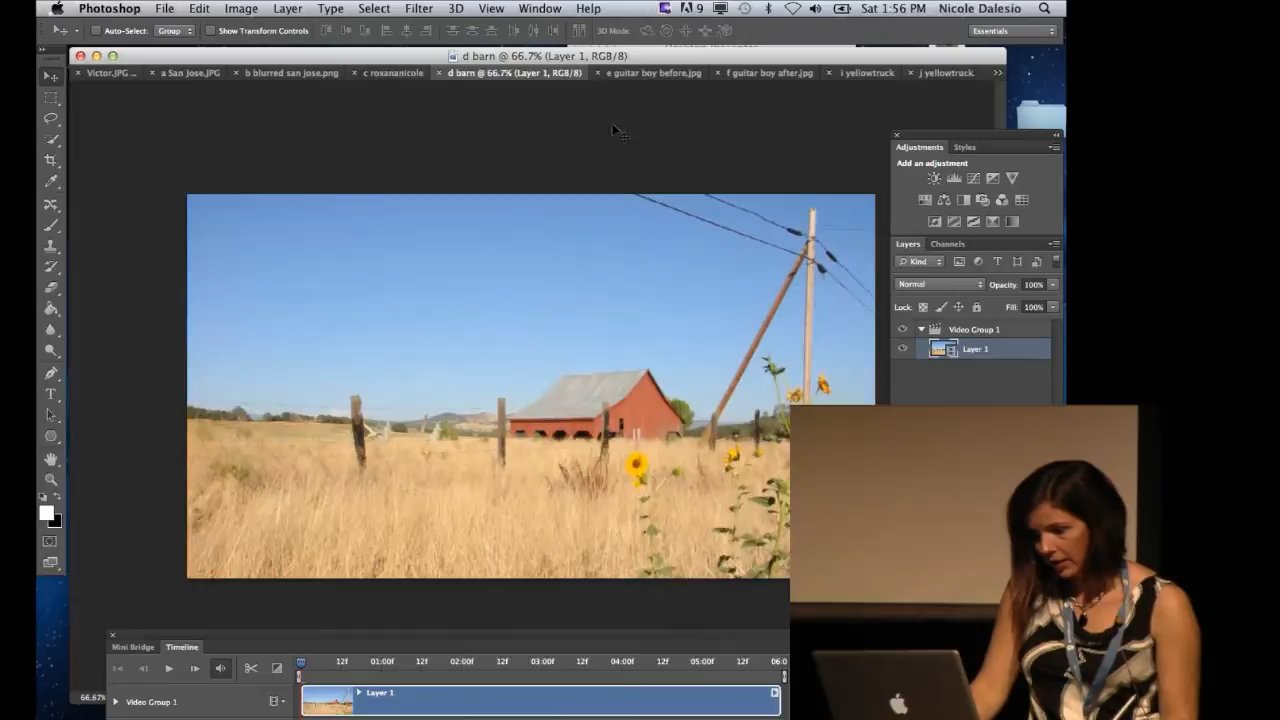 Photoshop File Edit Image Layer Type Select Filter 3D View Window Help 9 Sat 1:56 PM Nicole Dalesio
Auto-Select: Group Show Transform Controls 3D Mode: Essentials
d barn @ 66.7% (Layer 1, RGB/8)
Victor.JPG ... a San Jose.JPG b blurred san jose.png c roxananicole d barn @ 66.7% (Layer 1, RGB/8) e guitar boy before.jpg f guitar boy after.jpg i yellowtruck j yellowtruck
Adjustments Styles
Add an adjustment
Layers Channels
Kind
Normal Opacity: 100%
Lock: Fill: 100%
Video Group 1
Layer 1
Mini Bridge Timeline
12f 01:00f 12f 02:00f 12f 03:00f 12f 04:00f 12f 05:00f 12f 06:0
66.67%
Video Group 1 Layer 1